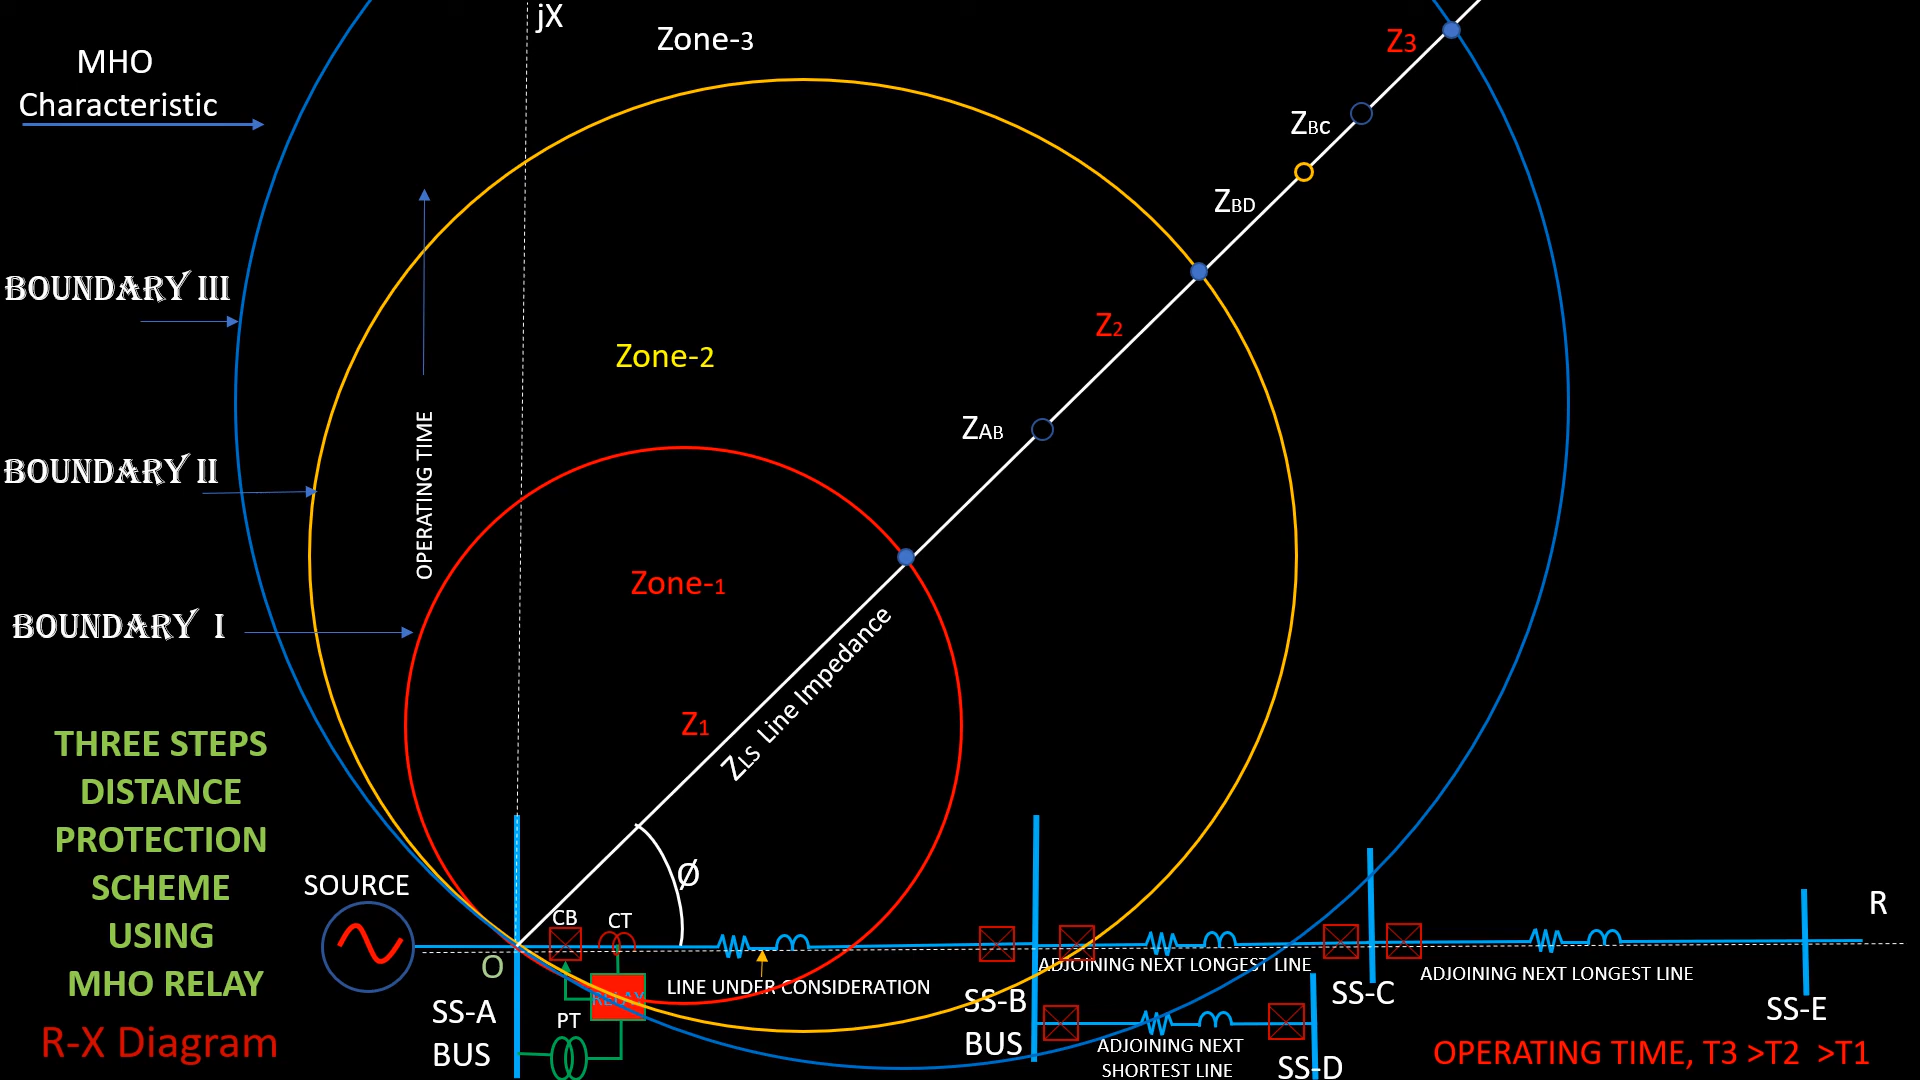 jX
Zone-3
MHO
Characteristic
Z3
ZBC
ZBD
BOUNDARY III
Z2
Zone-2
ZAB
BOUNDARY II
OPERATING TIME
Zone-1
BOUNDARY I
Z1
ZLS Line Impedance
THREE STEPS
DISTANCE
PROTECTION
SCHEME
USING
MHO RELAY
R-X Diagram
SOURCE
Ø
CB
CT
R
O
RELAY
LINE UNDER CONSIDERATION
ADJOINING NEXT LONGEST LINE
ADJOINING NEXT LONGEST LINE
SS-A
BUS
PT
SS-B
BUS
SS-C
SS-E
ADJOINING NEXT
SHORTEST LINE
SS-D
OPERATING TIME, T3 >T2 >T1